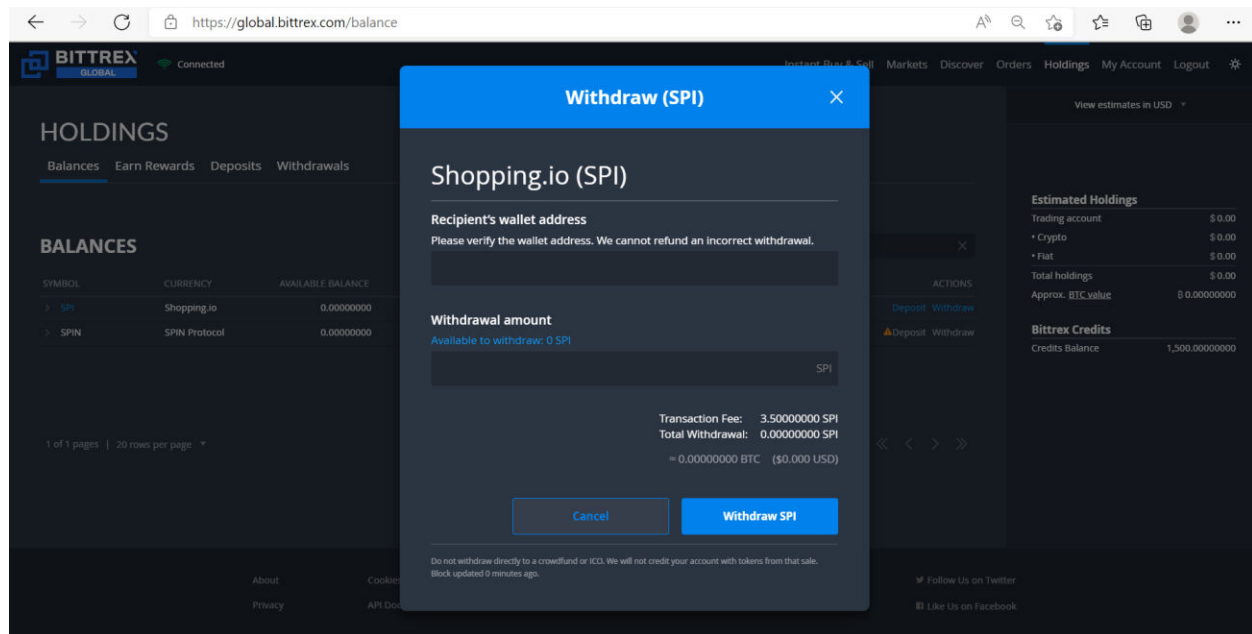 https://global.bittrex.com/balance
BITTREX
GLOBAL
Connected
Instant Buy & Sell Markets Discover Orders Holdings My Account Logout
View estimates in USD
HOLDINGS
Balances Earn Rewards Deposits Withdrawals
BALANCES
SYMBOL CURRENCY AVAILABLE BALANCE ACTIONS
SPI Shopping.io 0.00000000 Deposit Withdraw
SPIN SPIN Protocol 0.00000000 Deposit Withdraw
1 of 1 pages | 20 rows per page
Withdraw (SPI)
Shopping.io (SPI)
Recipient's wallet address
Please verify the wallet address. We cannot refund an incorrect withdrawal.
Withdrawal amount
Available to withdraw: 0 SPI
SPI
Transaction Fee: 3.50000000 SPI
Total Withdrawal: 0.00000000 SPI
≈ 0.00000000 BTC ($0.000 USD)
Cancel Withdraw SPI
Do not withdraw directly to a crowdfund or ICO. We will not credit your account with tokens from that sale.
Block updated 0 minutes ago.
Estimated Holdings
Trading account $ 0.00
• Crypto $ 0.00
• Fiat $ 0.00
Total holdings $ 0.00
Approx. BTC value ₿ 0.00000000
Bittrex Credits
Credits Balance 1,500.00000000
About Cookies
Privacy API Doc
Follow Us on Twitter
Like Us on Facebook